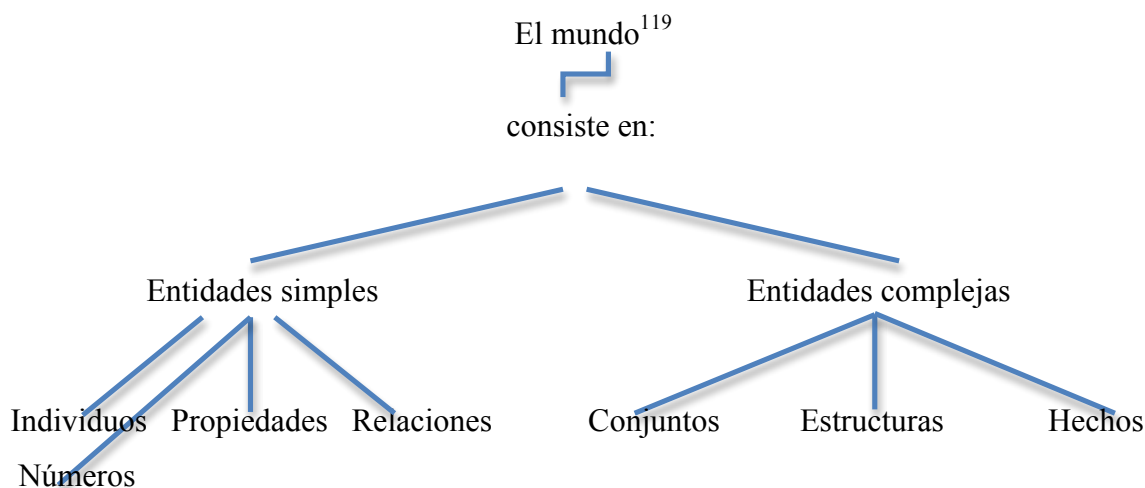 El mundo119
consiste en:
Entidades simples Entidades complejas
Individuos Propiedades Relaciones Conjuntos Estructuras Hechos
Números